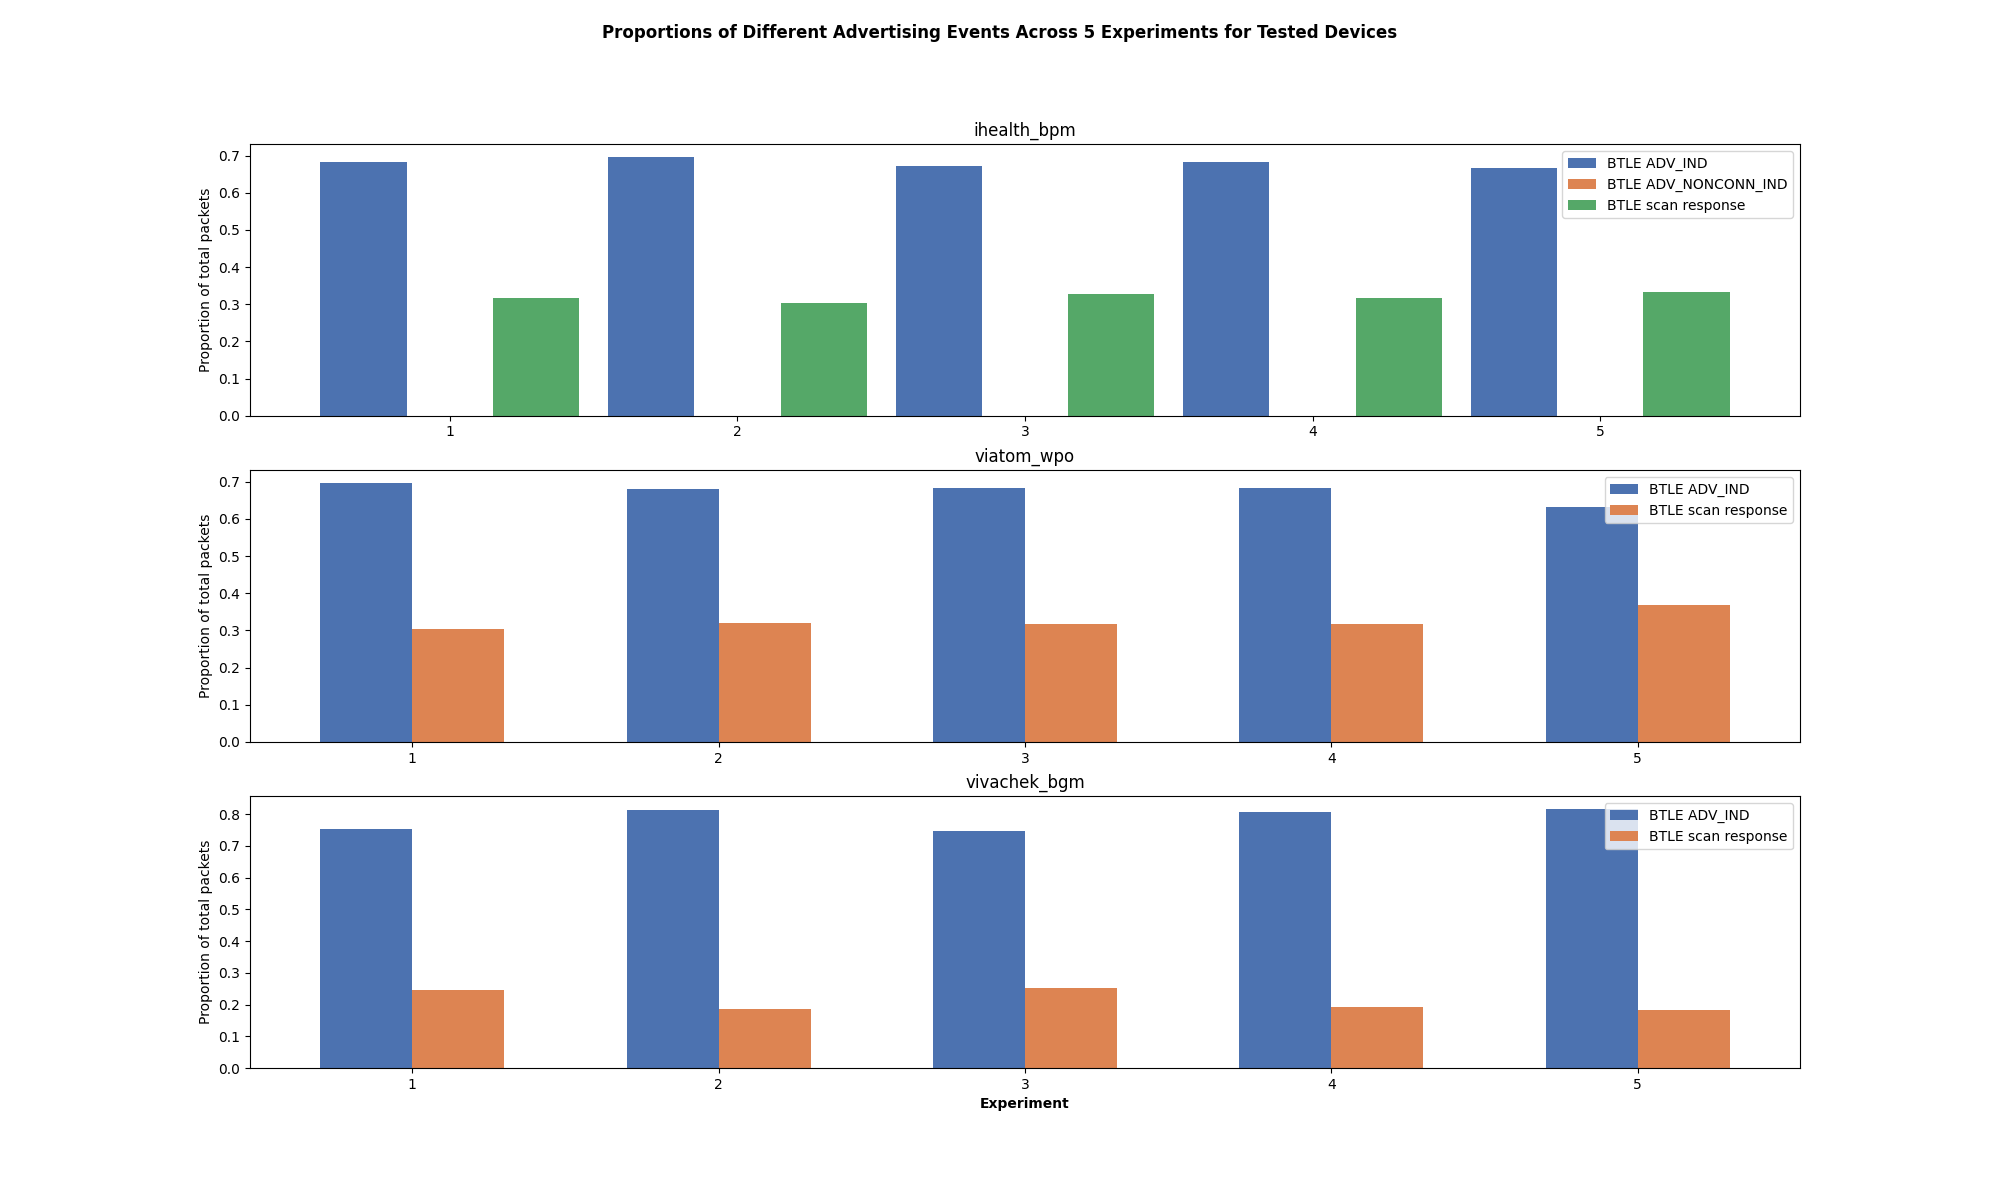 Proportions of Different Advertising Events Across 5 Experiments for Tested Devices
ihealth_bpm
Proportion of total packets
0.7
0.6
0.5
0.4
0.3
0.2
0.1
0.0
BTLE ADV_IND
BTLE ADV_NONCONN_IND
BTLE scan response
1 2 3 4 5
viatom_wpo
Proportion of total packets
0.7
0.6
0.5
0.4
0.3
0.2
0.1
0.0
BTLE ADV_IND
BTLE scan response
1 2 3 4 5
vivachek_bgm
Proportion of total packets
0.8
0.7
0.6
0.5
0.4
0.3
0.2
0.1
0.0
BTLE ADV_IND
BTLE scan response
1 2 3 4 5
Experiment